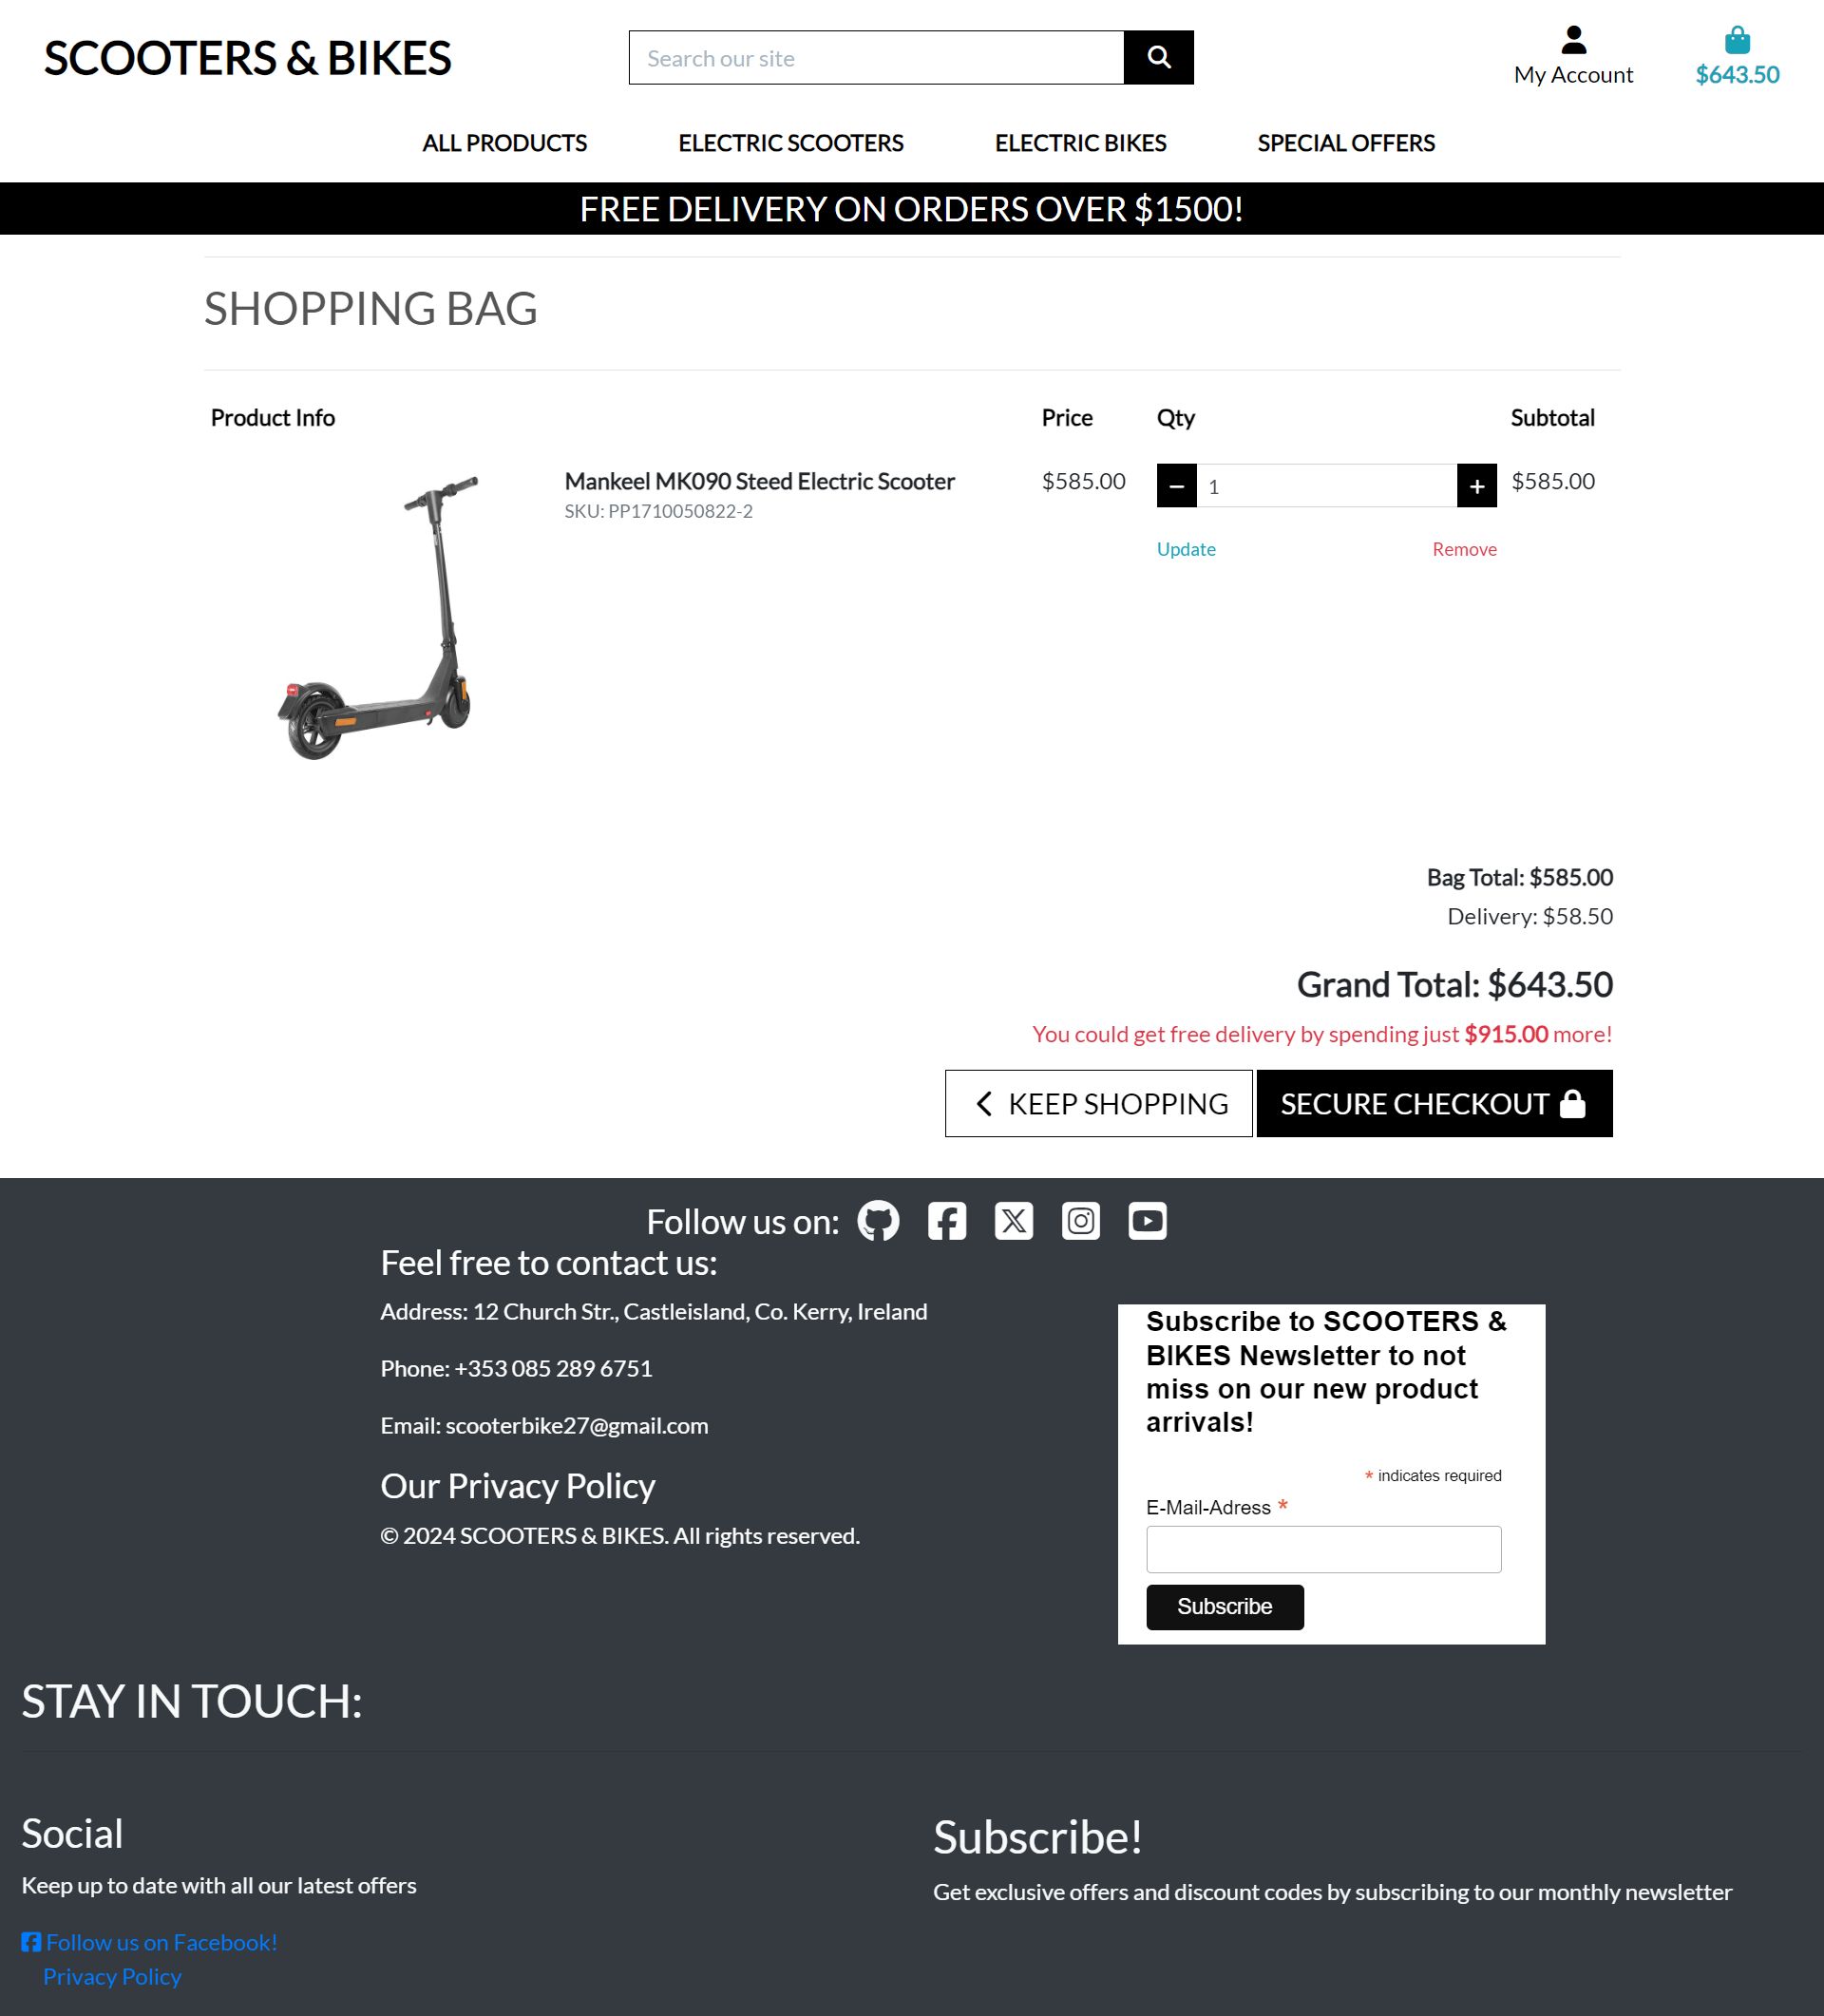 SCOOTERS & BIKES
Search our site
My Account
$643.50
ALL PRODUCTS
ELECTRIC SCOOTERS
ELECTRIC BIKES
SPECIAL OFFERS
FREE DELIVERY ON ORDERS OVER $1500!
SHOPPING BAG
Product Info
Price
Qty
Subtotal
Mankeel MK090 Steed Electric Scooter
SKU: PP1710050822-2
$585.00
1
$585.00
Update
Remove
Bag Total: $585.00
Delivery: $58.50
Grand Total: $643.50
You could get free delivery by spending just $915.00 more!
KEEP SHOPPING
SECURE CHECKOUT
Follow us on:
Feel free to contact us:
Address: 12 Church Str., Castleisland, Co. Kerry, Ireland
Phone: +353 085 289 6751
Email: scooterbike27@gmail.com
Our Privacy Policy
© 2024 SCOOTERS & BIKES. All rights reserved.
Subscribe to SCOOTERS &
BIKES Newsletter to not
miss on our new product
arrivals!
* indicates required
E-Mail-Adress *
Subscribe
STAY IN TOUCH:
Social
Keep up to date with all our latest offers
Follow us on Facebook!
Privacy Policy
Subscribe!
Get exclusive offers and discount codes by subscribing to our monthly newsletter